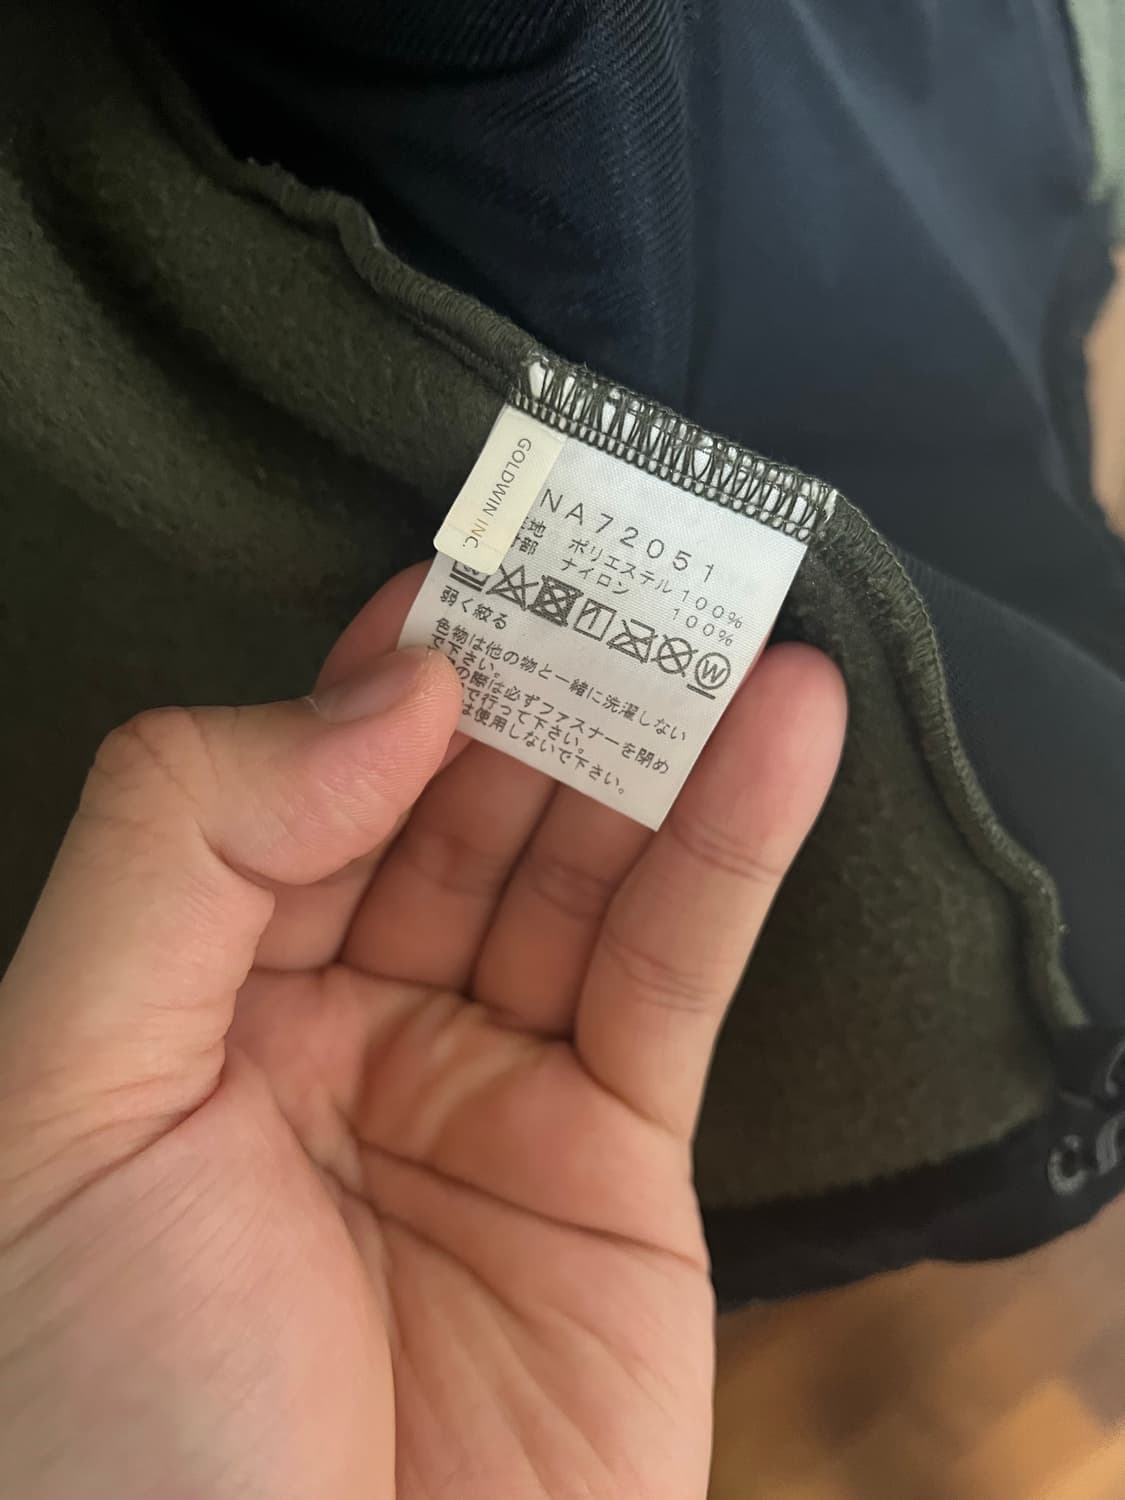 GOLDWIN INC.
NA72051
地 ポリエステル 100%
部 ナイロン 100%
W
弱く絞る
色物は他の物と一緒に洗濯しない
で下さい。
の際は必ずファスナーを閉め
で行って下さい。
は使用しないで下さい。